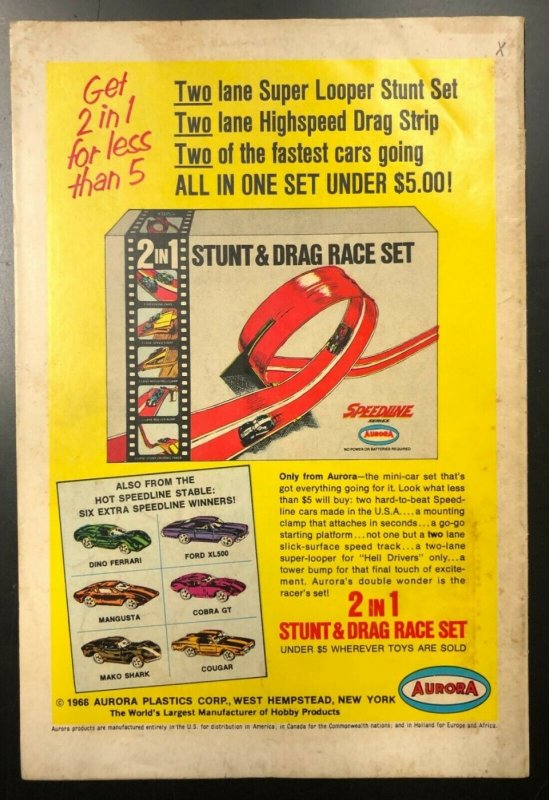 X
Get
2 in 1
for less
than 5
Two lane Super Looper Stunt Set
Two lane Highspeed Drag Strip
Two of the fastest cars going
ALL IN ONE SET UNDER $5.00!
2 IN 1
STUNT & DRAG RACE SET
SPEEDLINE
SERIES
AURORA
NO POWER OR BATTERIES REQUIRED
ALSO FROM THE
HOT SPEEDLINE STABLE:
SIX EXTRA SPEEDLINE WINNERS!
DINO FERRARI
FORD XL500
MANGUSTA
COBRA GT
MAKO SHARK
COUGAR
Only from Aurora—the mini-car set that's
got everything going for it. Look what less
than $5 will buy: two hard-to-beat Speed-
line cars made in the U.S.A.... a mounting
clamp that attaches in seconds... a go-go
starting platform... not one but a two lane
slick-surface speed track... a two-lane
super-looper for "Hell Drivers" only... a
tower bump for that final touch of excite-
ment. Aurora's double wonder is the
racer's set!
2 IN 1
STUNT & DRAG RACE SET
UNDER $5 WHEREVER TOYS ARE SOLD
© 1966 AURORA PLASTICS CORP., WEST HEMPSTEAD, NEW YORK
The World's Largest Manufacturer of Hobby Products
AURORA
Aurora products are manufactured entirely in the U.S. for distribution in America; in Canada for the Commonwealth nations; and in Holland for Europe and Africa.